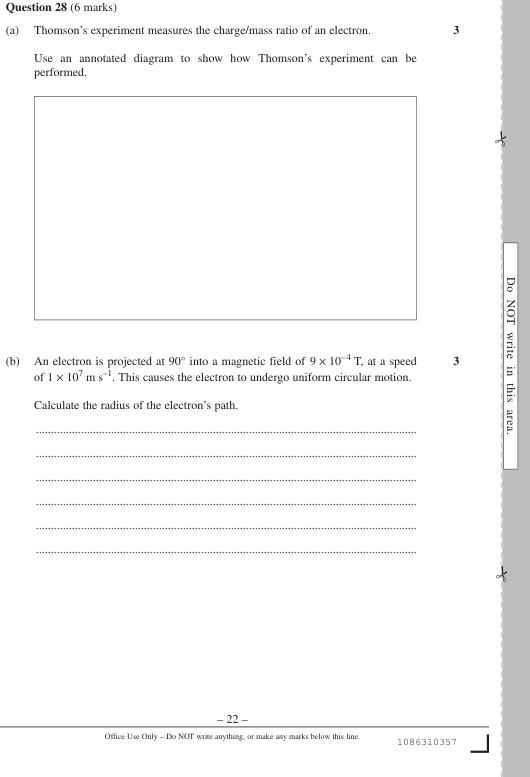 Question 28 (6 marks)
(a) Thomson’s experiment measures the charge/mass ratio of an electron. 3
Use an annotated diagram to show how Thomson’s experiment can be
performed.
(b) An electron is projected at 90° into a magnetic field of 9 × 10⁻⁴ T, at a speed 3
of 1 × 10⁷ m s⁻¹. This causes the electron to undergo uniform circular motion.
Calculate the radius of the electron’s path.
Do NOT write in this area.
– 22 –
Office Use Only – Do NOT write anything, or make any marks below this line.
1086310357